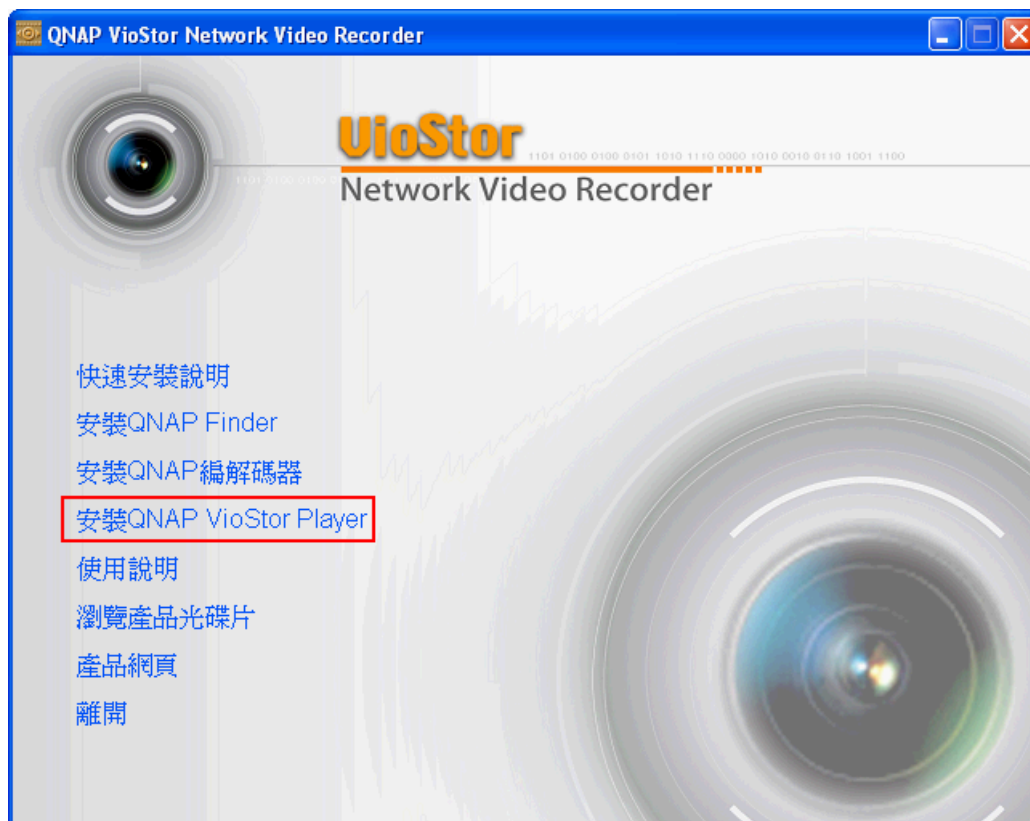 QNAP VioStor Network Video Recorder
VioStor
1101 0100 0100 0101 1010 1110 0000 1010 0010 0110 1001 1100
Network Video Recorder
快速安裝說明
安裝QNAP Finder
安裝QNAP編解碼器
安裝QNAP VioStor Player
使用說明
瀏覽產品光碟片
產品網頁
離開